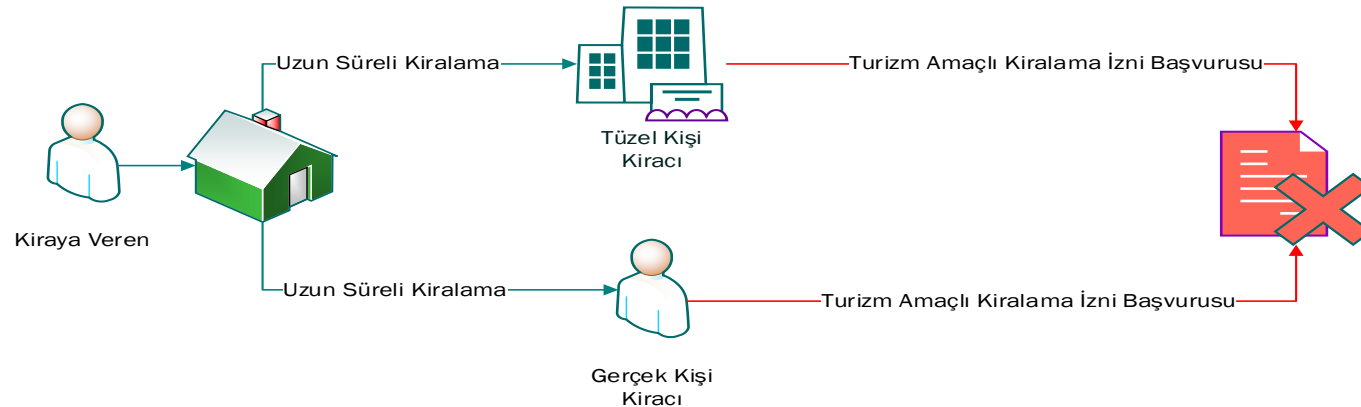 Uzun Süreli Kiralama
Turizm Amaçlı Kiralama İzni Başvurusu
Tüzel Kişi
Kiracı
Kiraya Veren
Uzun Süreli Kiralama
Turizm Amaçlı Kiralama İzni Başvurusu
Gerçek Kişi
Kiracı